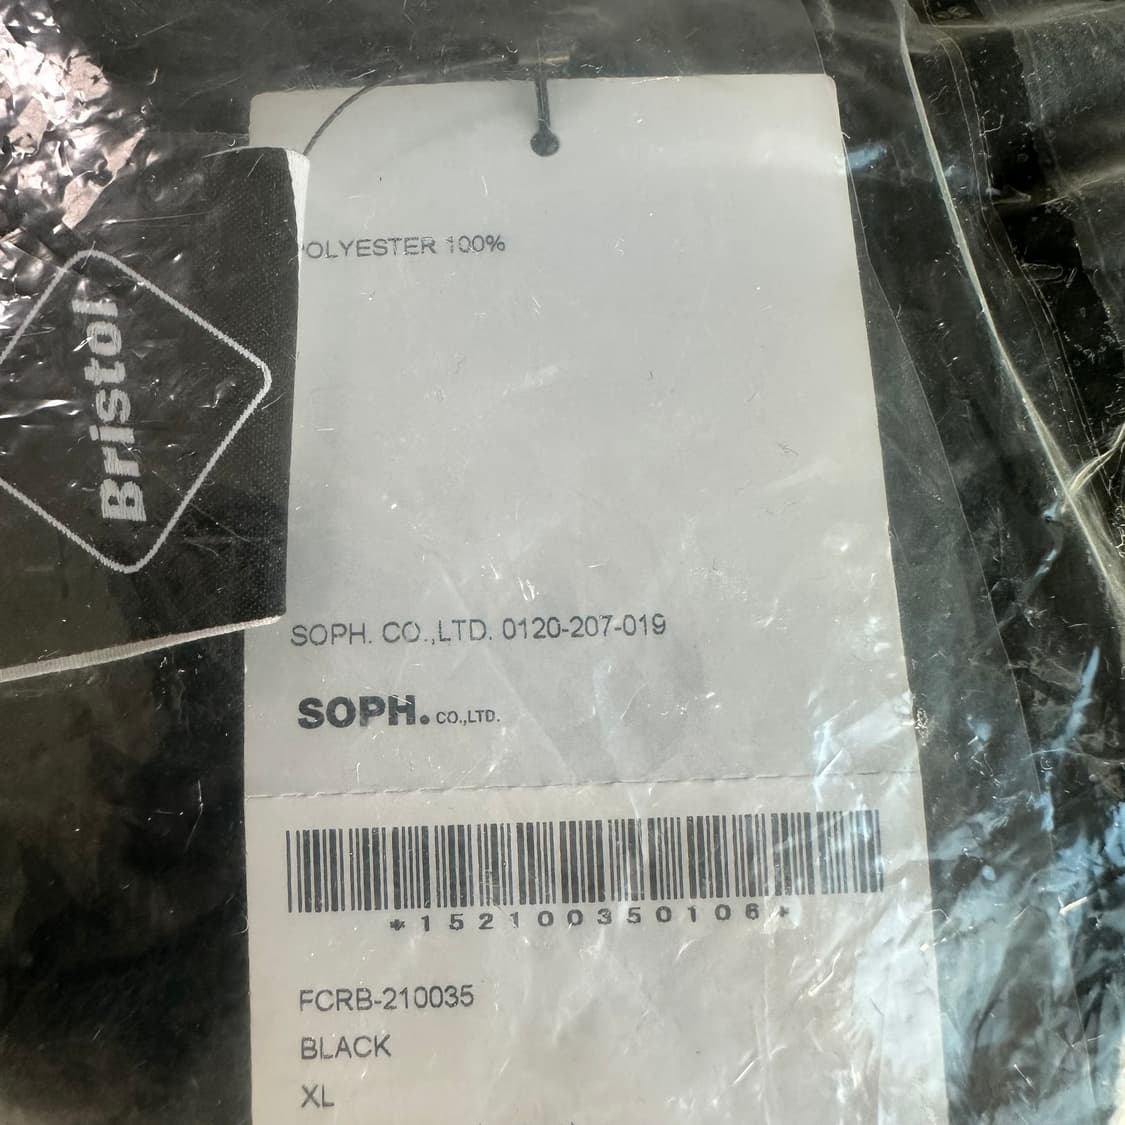 POLYESTER 100%
Bristol
SOPH. CO.,LTD. 0120-207-019
SOPH. CO.,LTD.
*152100350106*
FCRB-210035
BLACK
XL